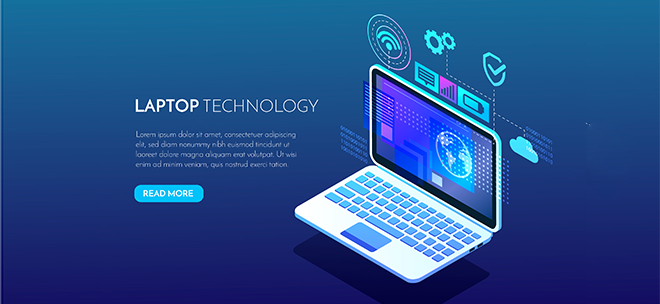 LAPTOP TECHNOLOGY
Lorem ipsum dolor sit amet, consectetuer adipiscing
elit, sed diam nonummy nibh euismod tincidunt ut
laoreet dolore magna aliquam erat volutpat. Ut wisi
enim ad minim veniam, quis nostrud exerci tation.
READ MORE